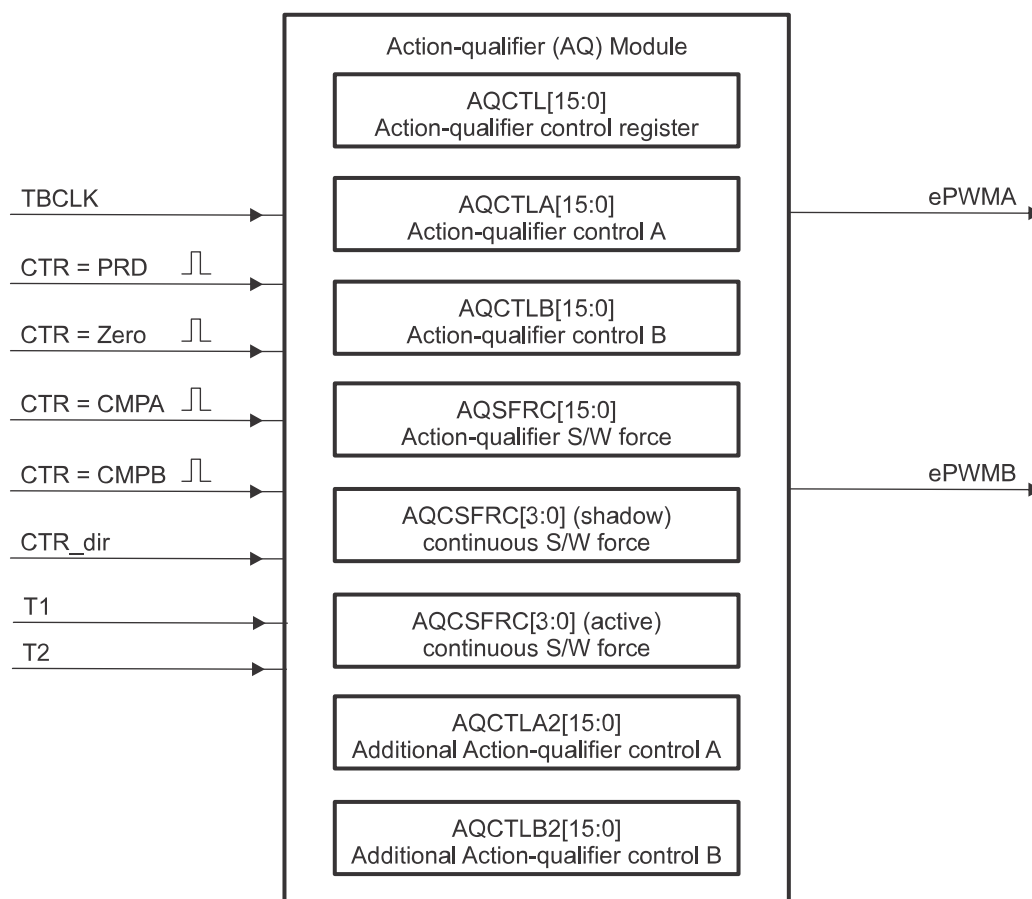 Action-qualifier (AQ) Module
AQCTL[15:0]
Action-qualifier control register
TBCLK
CTR = PRD
CTR = Zero
CTR = CMPA
CTR = CMPB
CTR_dir
T1
T2
AQCTLA[15:0]
Action-qualifier control A
AQCTLB[15:0]
Action-qualifier control B
AQSFRC[15:0]
Action-qualifier S/W force
AQCSFRC[3:0] (shadow)
continuous S/W force
AQCSFRC[3:0] (active)
continuous S/W force
AQCTLA2[15:0]
Additional Action-qualifier control A
AQCTLB2[15:0]
Additional Action-qualifier control B
ePWMA
ePWMB